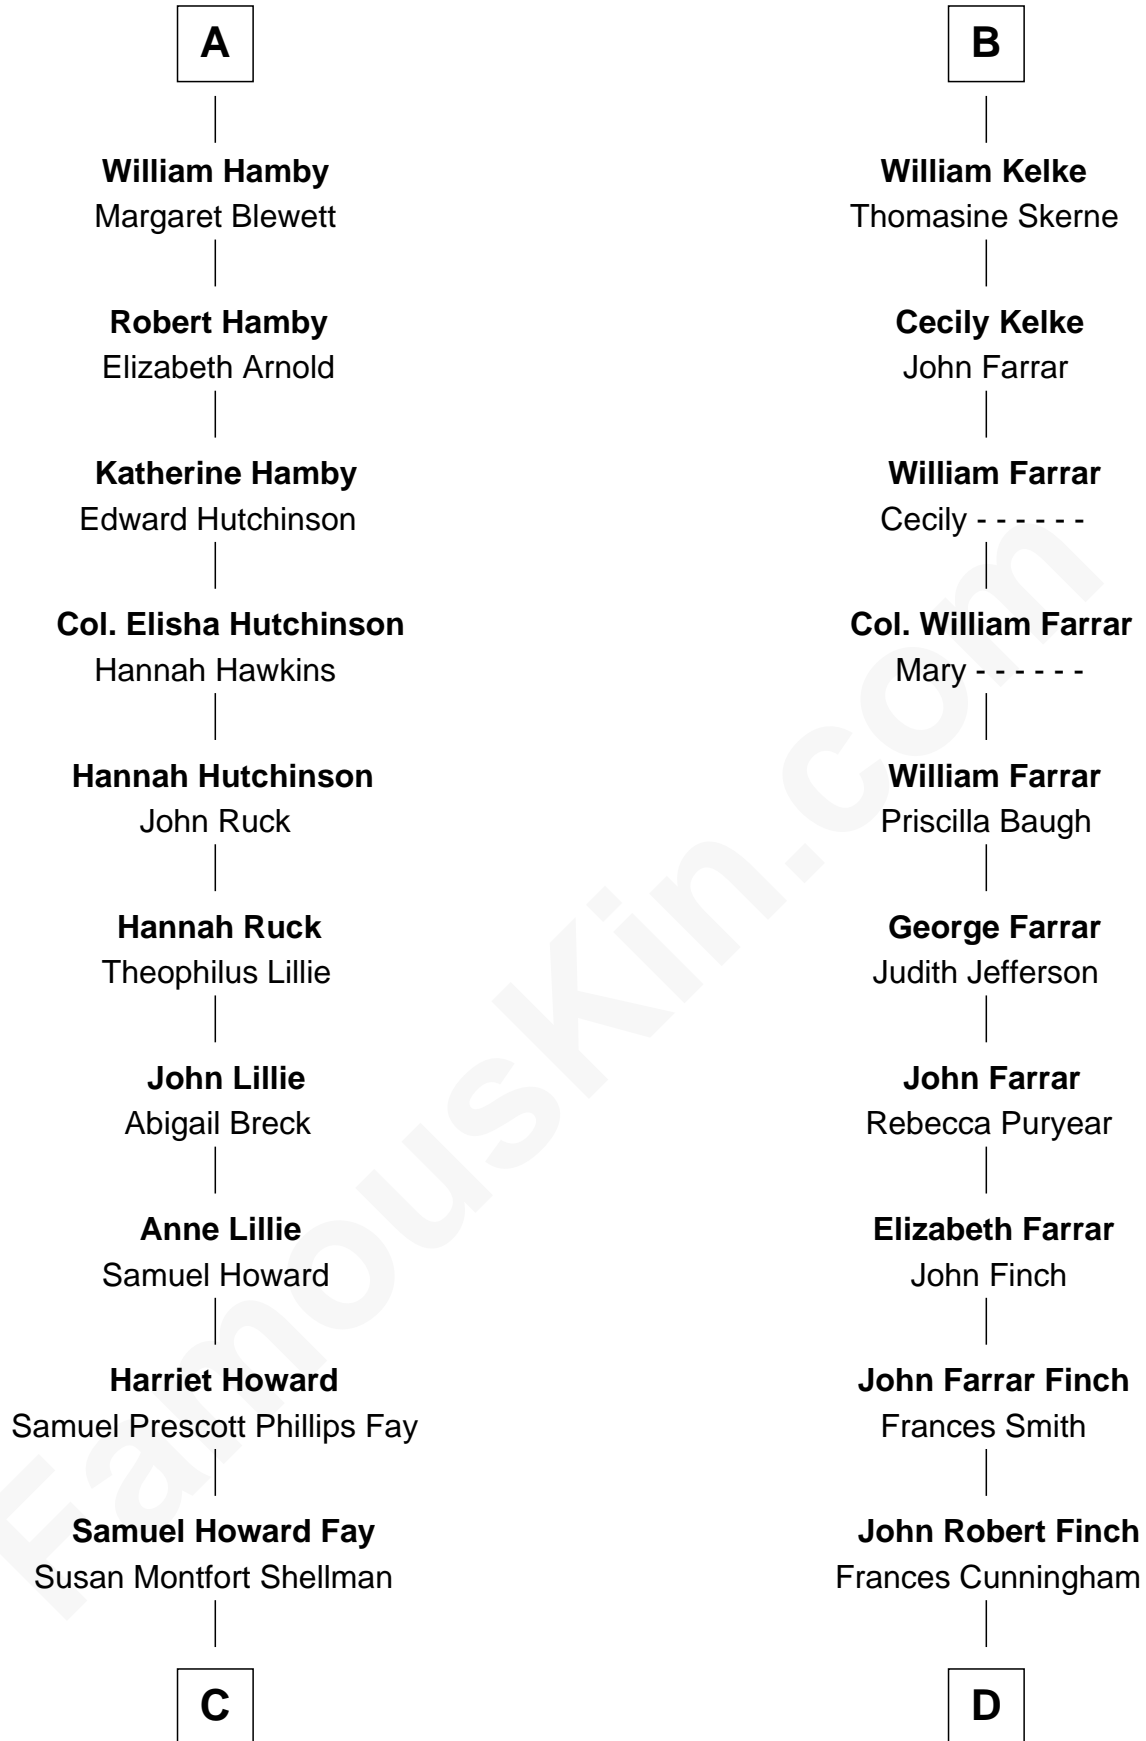 A
William Hamby
Margaret Blewett
Robert Hamby
Elizabeth Arnold
Katherine Hamby
Edward Hutchinson
Col. Elisha Hutchinson
Hannah Hawkins
Hannah Hutchinson
John Ruck
Hannah Ruck
Theophilus Lillie
John Lillie
Abigail Breck
Anne Lillie
Samuel Howard
Harriet Howard
Samuel Prescott Phillips Fay
Samuel Howard Fay
Susan Montfort Shellman
C
B
William Kelke
Thomasine Skerne
Cecily Kelke
John Farrar
William Farrar
Cecily - - - - - -
Col. William Farrar
Mary - - - - - -
William Farrar
Priscilla Baugh
George Farrar
Judith Jefferson
John Farrar
Rebecca Puryear
Elizabeth Farrar
John Finch
John Farrar Finch
Frances Smith
John Robert Finch
Frances Cunningham
D
FamousKin.com